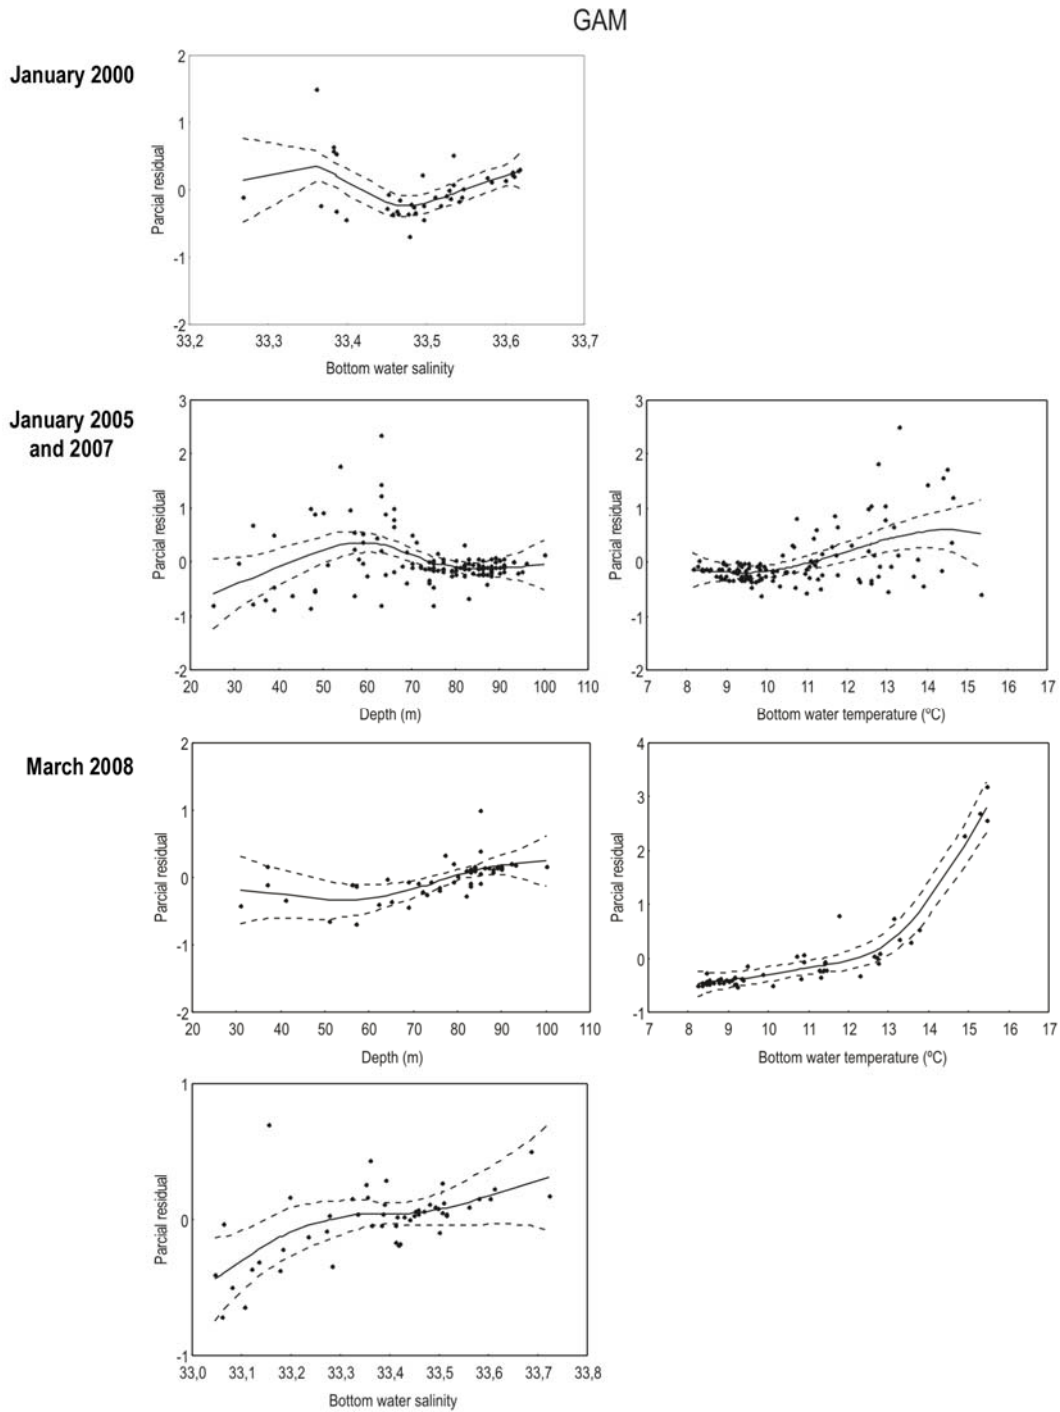 GAM
January 2000
2
1
0
-1
-2
Parcial residual
33,2 33,3 33,4 33,5 33,6 33,7
Bottom water salinity
January 2005
and 2007
3
2
1
0
-1
-2
Parcial residual
20 30 40 50 60 70 80 90 100 110
Depth (m)
3
2
1
0
-1
-2
Parcial residual
7 8 9 10 11 12 13 14 15 16 17
Bottom water temperature (ºC)
March 2008
2
1
0
-1
-2
Parcial residual
20 30 40 50 60 70 80 90 100 110
Depth (m)
4
3
2
1
0
-1
Parcial residual
7 8 9 10 11 12 13 14 15 16 17
Bottom water temperature (ºC)
1
0
-1
Parcial residual
33,0 33,1 33,2 33,3 33,4 33,5 33,6 33,7 33,8
Bottom water salinity